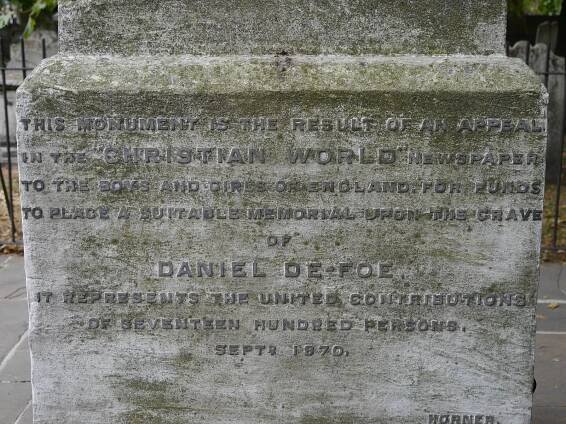 THIS MONUMENT IS THE RESULT OF AN APPEAL
IN THE "CHRISTIAN WORLD" NEWSPAPER
TO THE BOYS AND GIRLS OF ENGLAND FOR FUNDS
TO PLACE A SUITABLE MEMORIAL UPON THE GRAVE
OF
DANIEL DE-FOE.
IT REPRESENTS THE UNITED CONTRIBUTIONS
OF SEVENTEEN HUNDRED PERSONS.
SEPTR 1870.
HORNER.